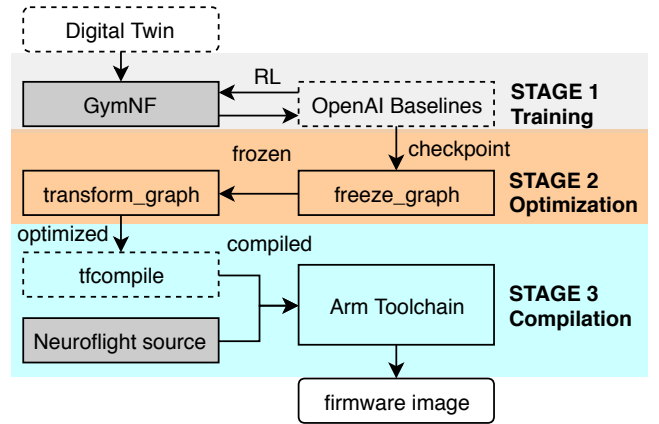 Digital Twin
RL
GymNF
OpenAI Baselines
STAGE 1
Training
frozen
checkpoint
transform_graph
freeze_graph
STAGE 2
Optimization
optimized
compiled
tfcompile
Arm Toolchain
STAGE 3
Compilation
Neuroflight source
firmware image